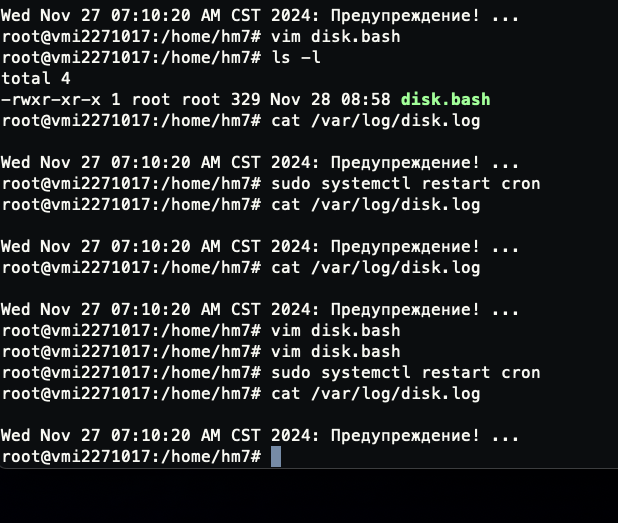 Wed Nov 27 07:10:20 AM CST 2024: Предупреждение! ...
root@vmi2271017:/home/hm7# vim disk.bash
root@vmi2271017:/home/hm7# ls -l
total 4
-rwxr-xr-x 1 root root 329 Nov 28 08:58 disk.bash
root@vmi2271017:/home/hm7# cat /var/log/disk.log
Wed Nov 27 07:10:20 AM CST 2024: Предупреждение! ...
root@vmi2271017:/home/hm7# sudo systemctl restart cron
root@vmi2271017:/home/hm7# cat /var/log/disk.log
Wed Nov 27 07:10:20 AM CST 2024: Предупреждение! ...
root@vmi2271017:/home/hm7# cat /var/log/disk.log
Wed Nov 27 07:10:20 AM CST 2024: Предупреждение! ...
root@vmi2271017:/home/hm7# vim disk.bash
root@vmi2271017:/home/hm7# vim disk.bash
root@vmi2271017:/home/hm7# sudo systemctl restart cron
root@vmi2271017:/home/hm7# cat /var/log/disk.log
Wed Nov 27 07:10:20 AM CST 2024: Предупреждение! ...
root@vmi2271017:/home/hm7#